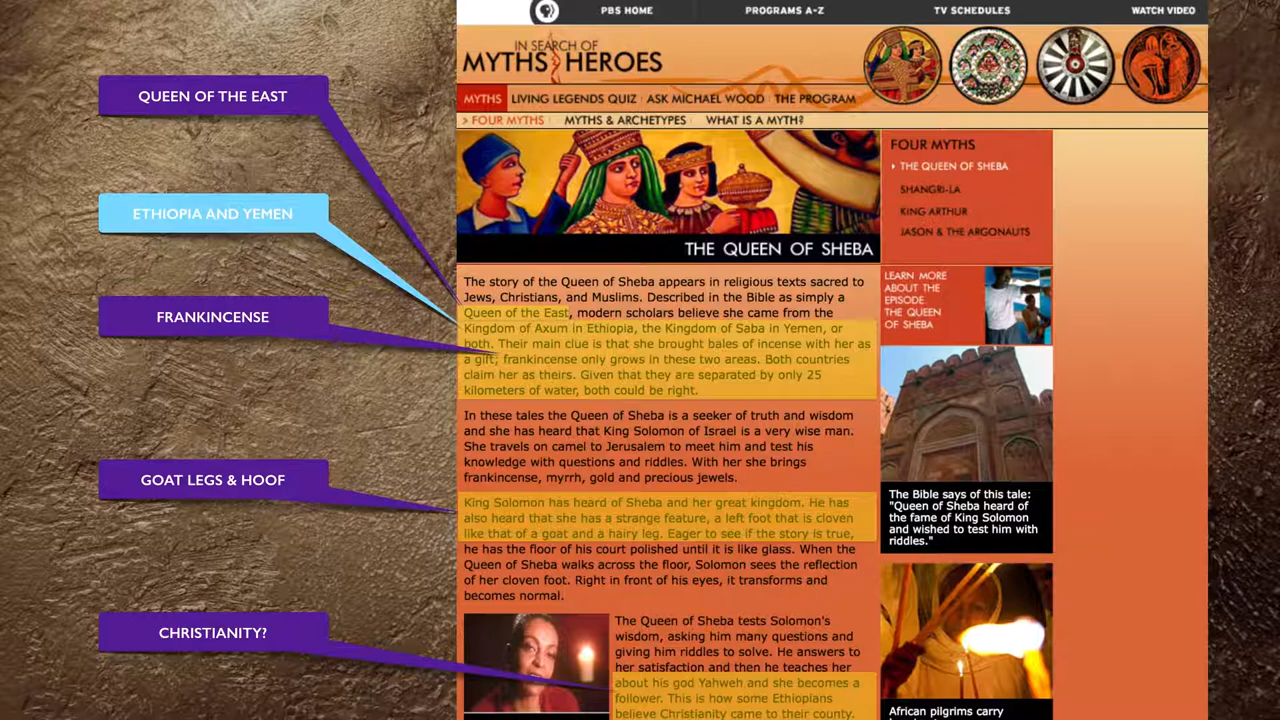 PBS HOME
PROGRAMS A-Z
TV SCHEDULES
WATCH VIDEO
IN SEARCH OF
MYTHS HEROES
MYTHS LIVING LEGENDS QUIZ ASK MICHAEL WOOD THE PROGRAM
> FOUR MYTHS MYTHS & ARCHETYPES WHAT IS A MYTH?
QUEEN OF THE EAST
ETHIOPIA AND YEMEN
FRANKINCENSE
GOAT LEGS & HOOF
CHRISTIANITY?
THE QUEEN OF SHEBA
The story of the Queen of Sheba appears in religious texts sacred to
Jews, Christians, and Muslims. Described in the Bible as simply a
Queen of the East, modern scholars believe she came from the
Kingdom of Axum in Ethiopia, the Kingdom of Saba in Yemen, or
both. Their main clue is that she brought bales of incense with her as
a gift; frankincense only grows in these two areas. Both countries
claim her as theirs. Given that they are separated by only 25
kilometers of water, both could be right.
In these tales the Queen of Sheba is a seeker of truth and wisdom
and she has heard that King Solomon of Israel is a very wise man.
She travels on camel to Jerusalem to meet him and test his
knowledge with questions and riddles. With her she brings
frankincense, myrrh, gold and precious jewels.
King Solomon has heard of Sheba and her great kingdom. He has
also heard that she has a strange feature, a left foot that is cloven
like that of a goat and a hairy leg. Eager to see if the story is true,
he has the floor of his court polished until it is like glass. When the
Queen of Sheba walks across the floor, Solomon sees the reflection
of her cloven foot. Right in front of his eyes, it transforms and
becomes normal.
The Queen of Sheba tests Solomon's
wisdom, asking him many questions and
giving him riddles to solve. He answers to
her satisfaction and then he teaches her
about his god Yahweh and she becomes a
follower. This is how some Ethiopians
believe Christianity came to their county.
FOUR MYTHS
THE QUEEN OF SHEBA
SHANGRI-LA
KING ARTHUR
JASON & THE ARGONAUTS
LEARN MORE
ABOUT THE
EPISODE
THE QUEEN
OF SHEBA
The Bible says of this tale:
"Queen of Sheba heard of
the fame of King Solomon
and wished to test him with
riddles."
African pilgrims carry